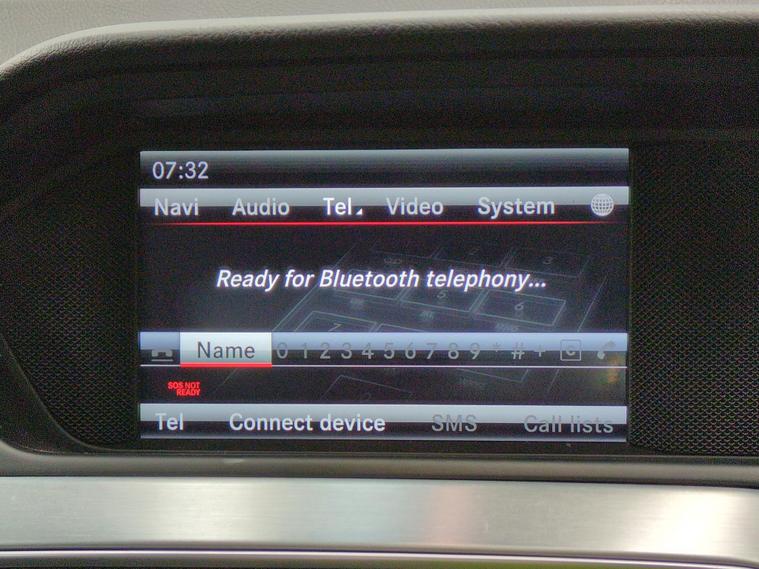 07:32
Navi Audio Tel Video System
Ready for Bluetooth telephony...
Name 0 1 2 3 4 5 6 7 8 9 * # + C
SOS NOT
READY
Tel Connect device SMS Call lists